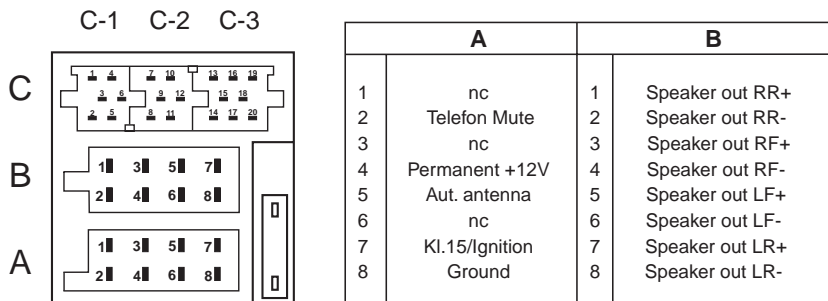 C-1 C-2 C-3
C
1 4 7 10 13 16 19
3 6 9 12 15 18
2 5 8 11 14 17 20
B
1 3 5 7
2 4 6 8
A
1 3 5 7
2 4 6 8
A B
1 nc 1 Speaker out RR+
2 Telefon Mute 2 Speaker out RR-
3 nc 3 Speaker out RF+
4 Permanent +12V 4 Speaker out RF-
5 Aut. antenna 5 Speaker out LF+
6 nc 6 Speaker out LF-
7 Kl.15/Ignition 7 Speaker out LR+
8 Ground 8 Speaker out LR-